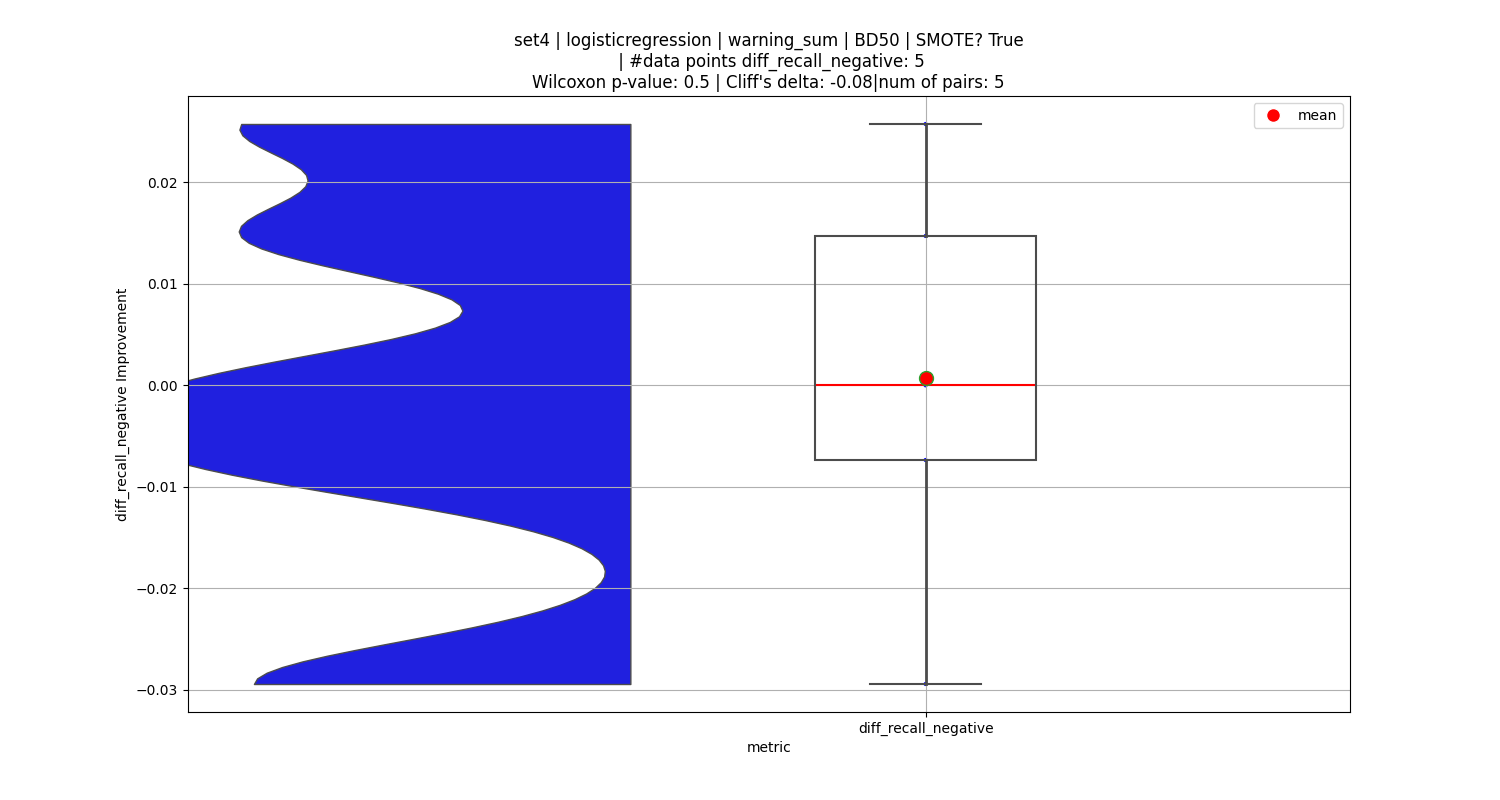 set4 | logisticregression | warning_sum | BD50 | SMOTE? True
| #data points diff_recall_negative: 5
Wilcoxon p-value: 0.5 | Cliff's delta: -0.08|num of pairs: 5
mean
0.02
0.01
0.00
−0.01
−0.02
−0.03
diff_recall_negative Improvement
diff_recall_negative
metric